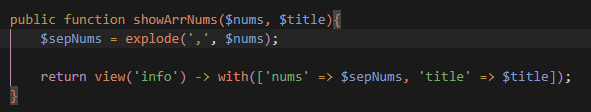 public function showArrNums($nums, $title){
    $sepNums = explode(',', $nums);

    return view('info') -> with(['nums' => $sepNums, 'title' => $title]);
}